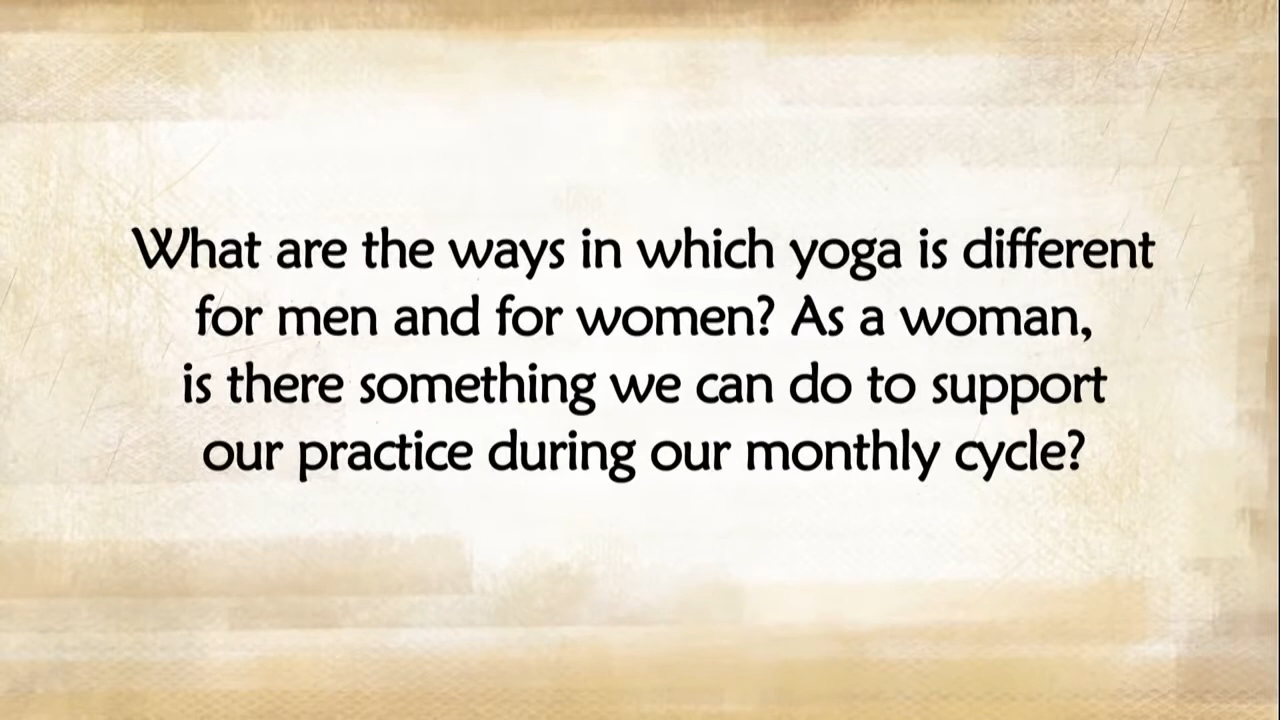 What are the ways in which yoga is different
for men and for women? As a woman,
is there something we can do to support
our practice during our monthly cycle?